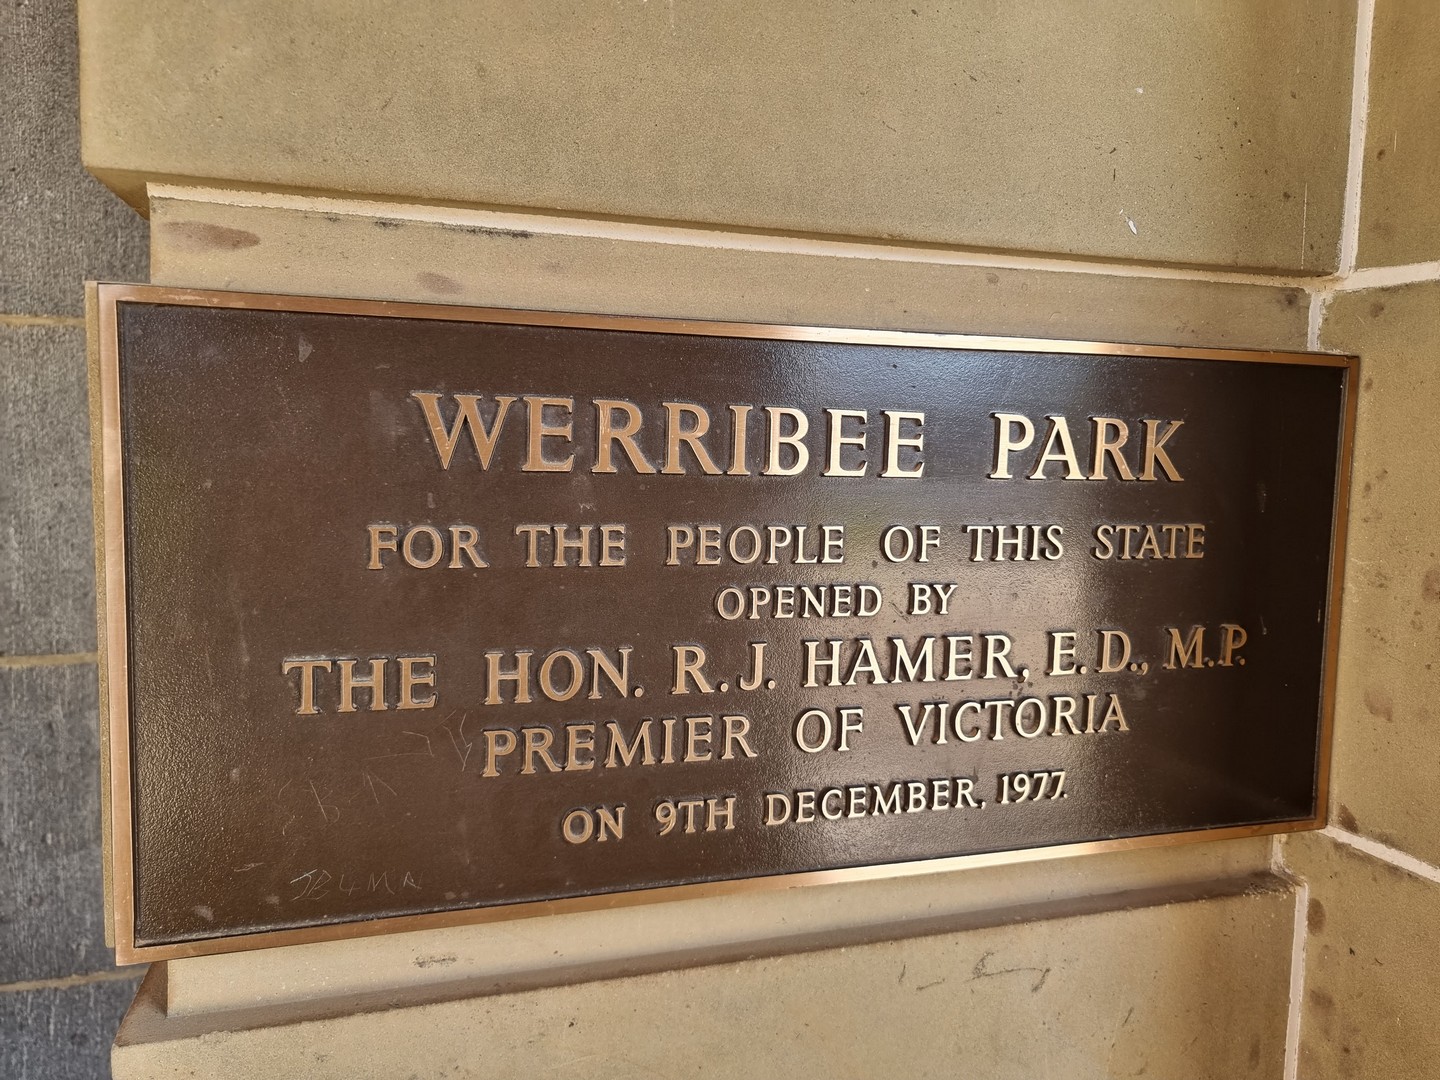 WERRIBEE PARK
FOR THE PEOPLE OF THIS STATE
OPENED BY
THE HON. R.J. HAMER, E.D., M.P.
PREMIER OF VICTORIA
ON 9TH DECEMBER, 1977.